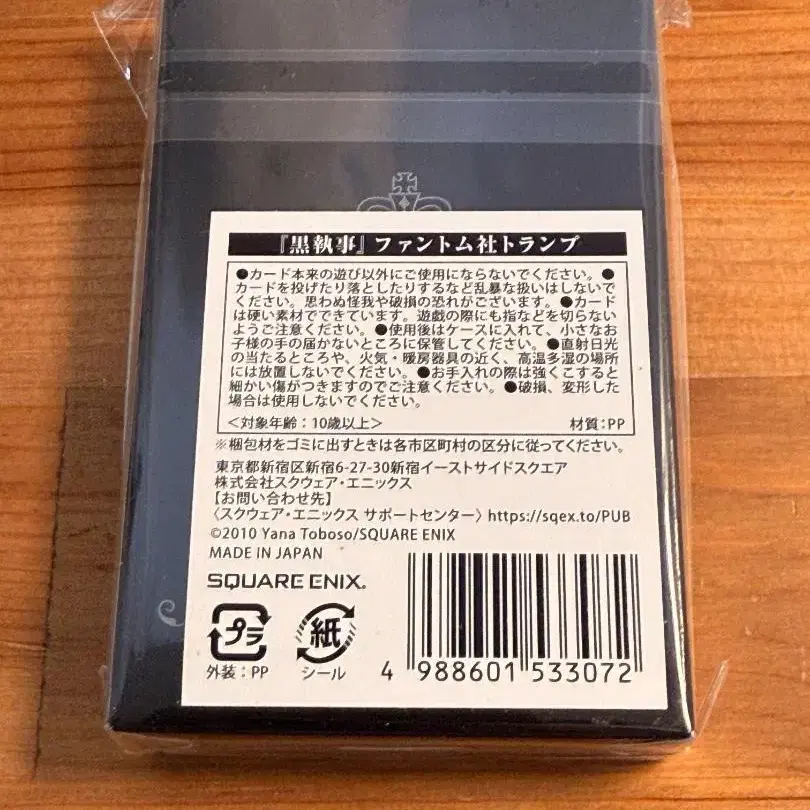 『黒執事』ファントム社トランプ
●カード本来の遊び以外にご使用にならないでください。●
カードを投げたり落としたりするなど乱暴な扱いはしないで
ください。思わぬ怪我や破損の恐れがございます。●カード
は硬い素材でできています。遊戯の際にも指などを切らない
ようご注意ください。●使用後はケースに入れて、小さなお
子様の手の届かないところに保管してください。●直射日光
の当たるところや、火気・暖房器具の近く、高温多湿の場所
には放置しないでください。●お手入れの際は強くこすると
細かい傷がつきますのでご注意ください。●破損、変形した
場合は使用しないでください。
＜対象年齢：10歳以上＞ 材質：PP
※梱包材をゴミに出すときは各市区町村の区分に従ってください。
東京都新宿区新宿6-27-30新宿イーストサイドスクエア
株式会社スクウェア・エニックス
【お問い合わせ先】
〈スクウェア・エニックス サポートセンター〉https://sqex.to/PUB
©2010 Yana Toboso/SQUARE ENIX
MADE IN JAPAN
SQUARE ENIX.
プラ
紙
外装：PP
シール
4 988601 533072